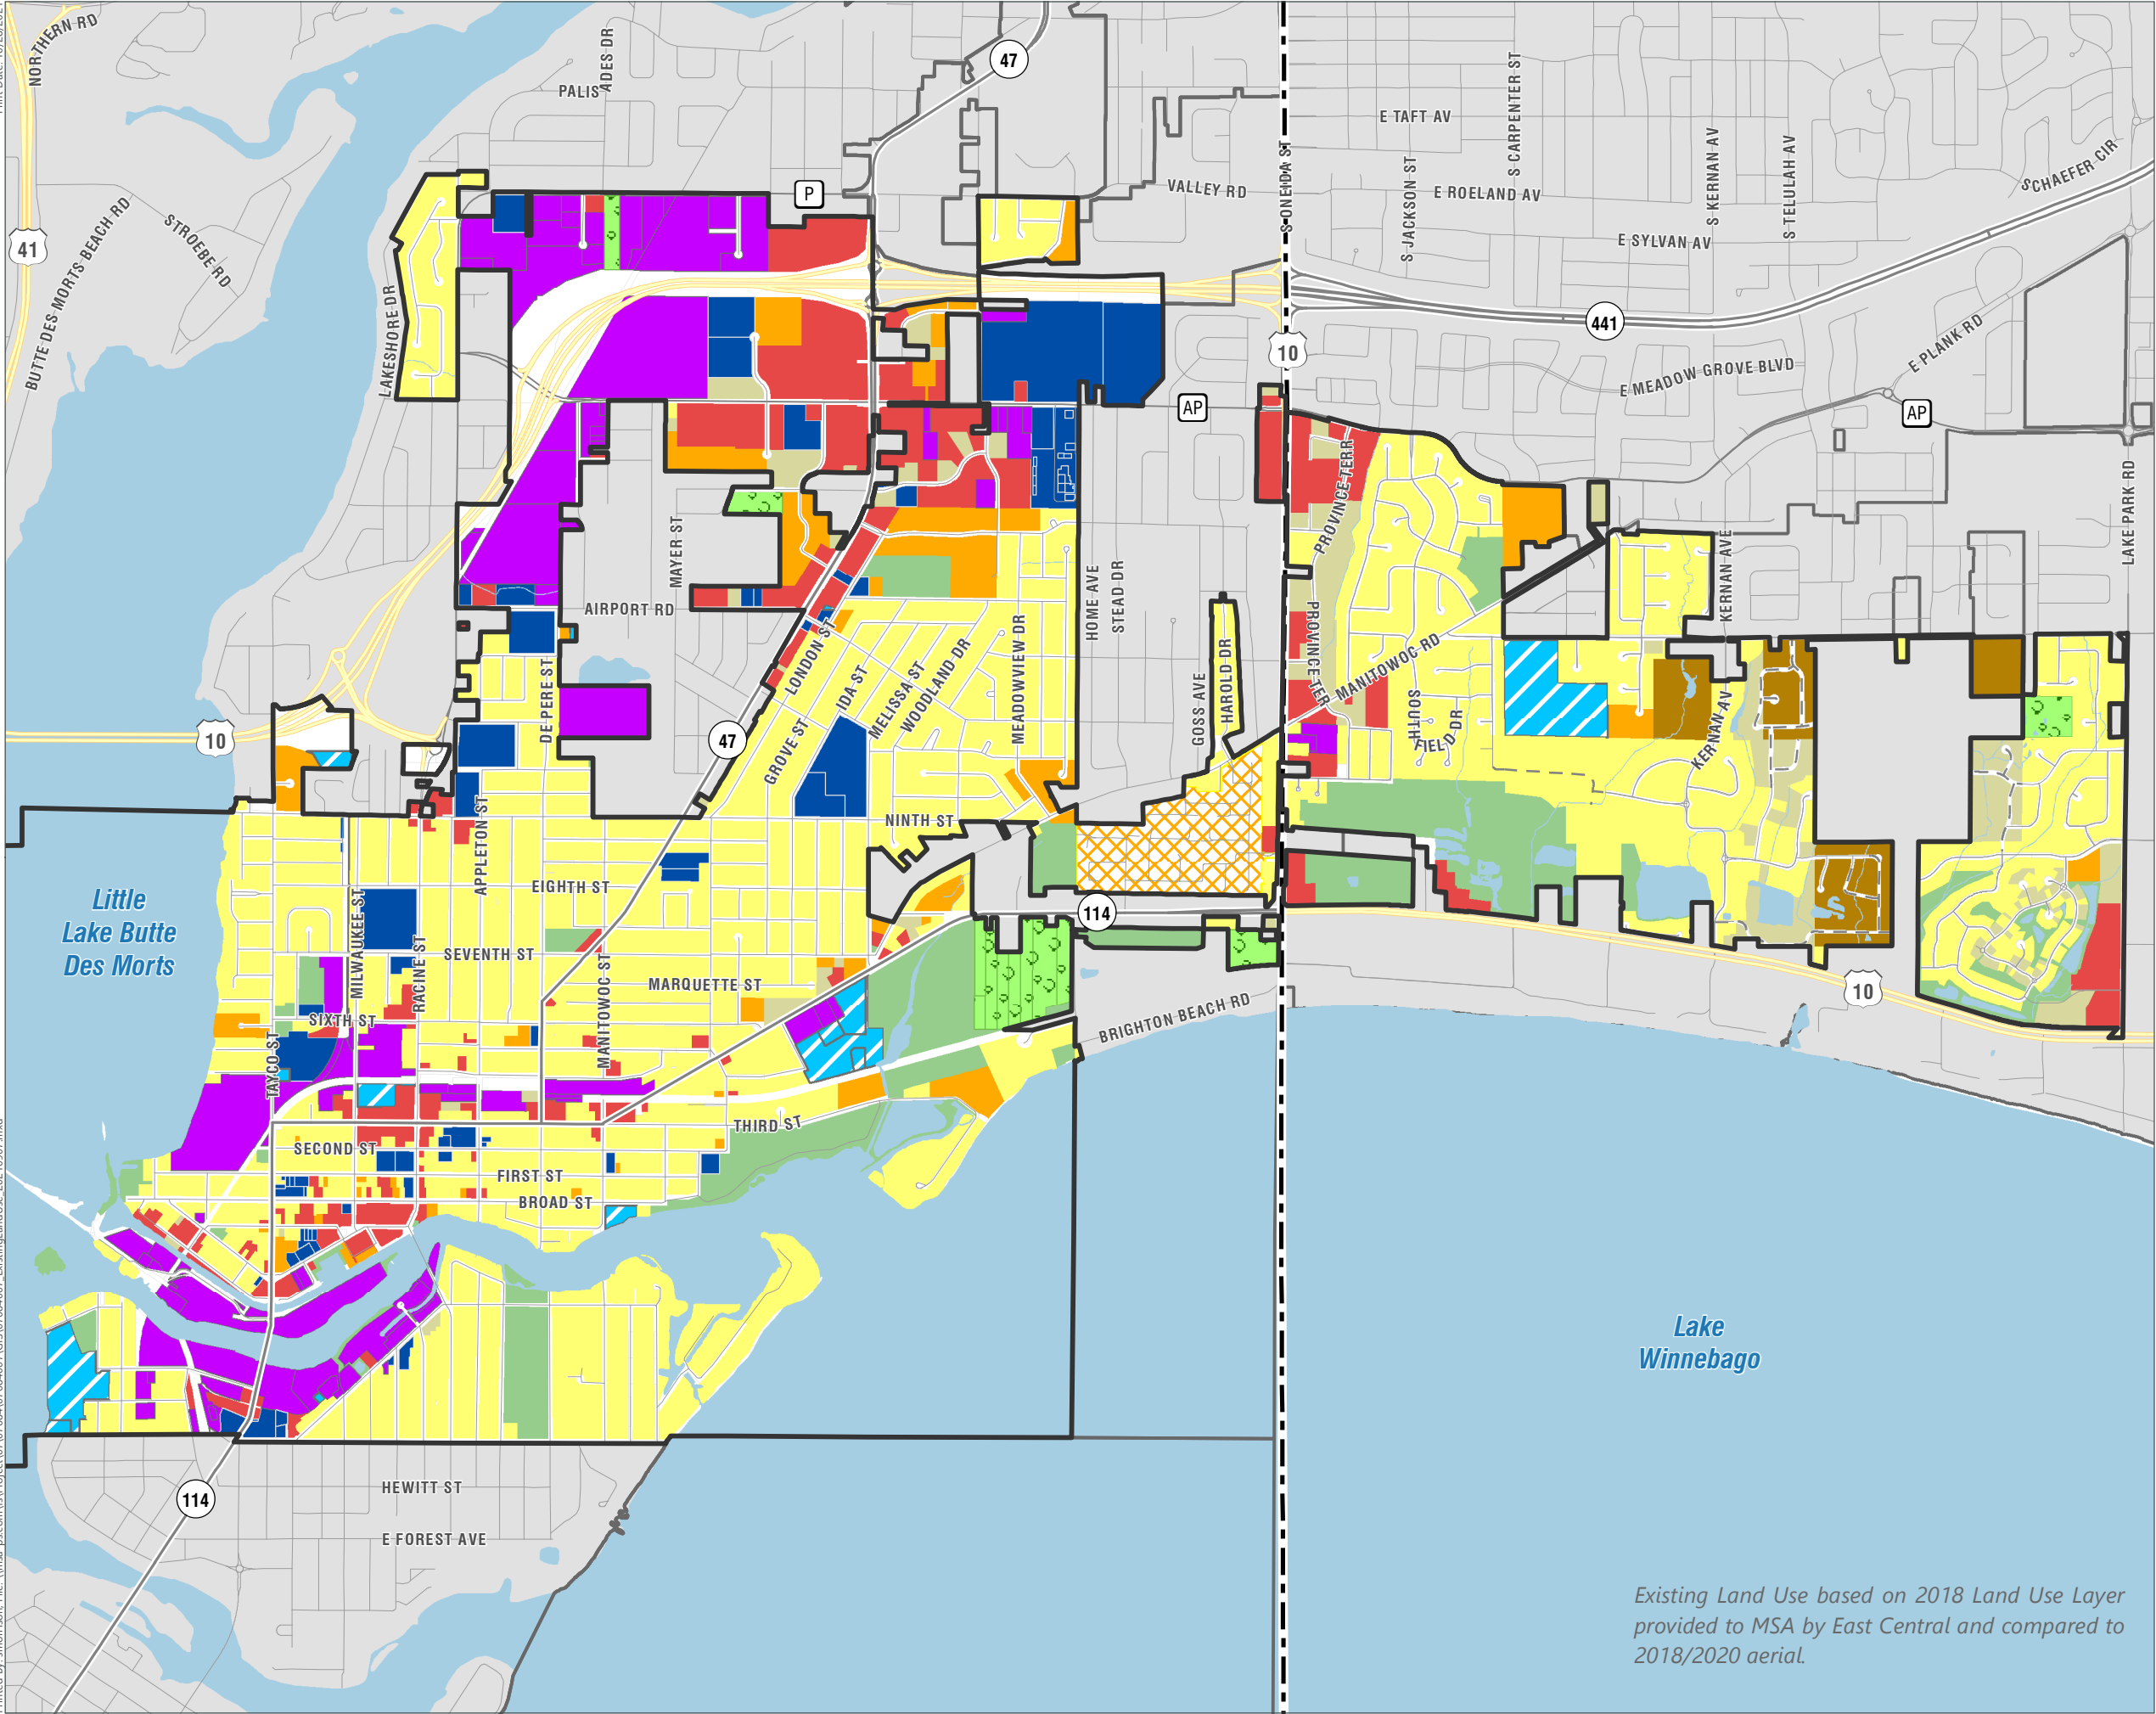 NORTHERN RD
PALIS
ADES DR
47
E TAFT AV
S CARPENTER ST
S ONEIDA ST
S JACKSON ST
S KERNAN AV
S TELULAH AV
SCHAEFER CIR
P
VALLEY RD
E ROELAND AV
E SYLVAN AV
41
BUTTE DES MORTS BEACH RD
STROEBE RD
LAKESHORE DR
441
10
E PLANK RD
E MEADOW GROVE BLVD
AP
AP
PROVINCE TERR
LAKE PARK RD
MAYER ST
AIRPORT RD
HOME AVE
STEAD DR
KERNAN AVE
LONDON ST
IDA ST
MELISSA ST
WOODLAND DR
MEADOWVIEW DR
GOSS AVE
HAROLD DR
PROVINCE TER
MANITOWOC RD
SOUTH
FIELD DR
KERNAN AV
DE PERE ST
10
47
GROVE ST
NINTH ST
APPLETON ST
EIGHTH ST
Little
Lake Butte
Des Morts
MILWAUKEE ST
RACINE ST
SEVENTH ST
MANITOWOC ST
MARQUETTE ST
114
BRIGHTON BEACH RD
10
SIXTH ST
TAYCO ST
THIRD ST
SECOND ST
FIRST ST
BROAD ST
Lake
Winnebago
HEWITT ST
114
E FOREST AVE
Existing Land Use based on 2018 Land Use Layer
provided to MSA by East Central and compared to
2018/2020 aerial.